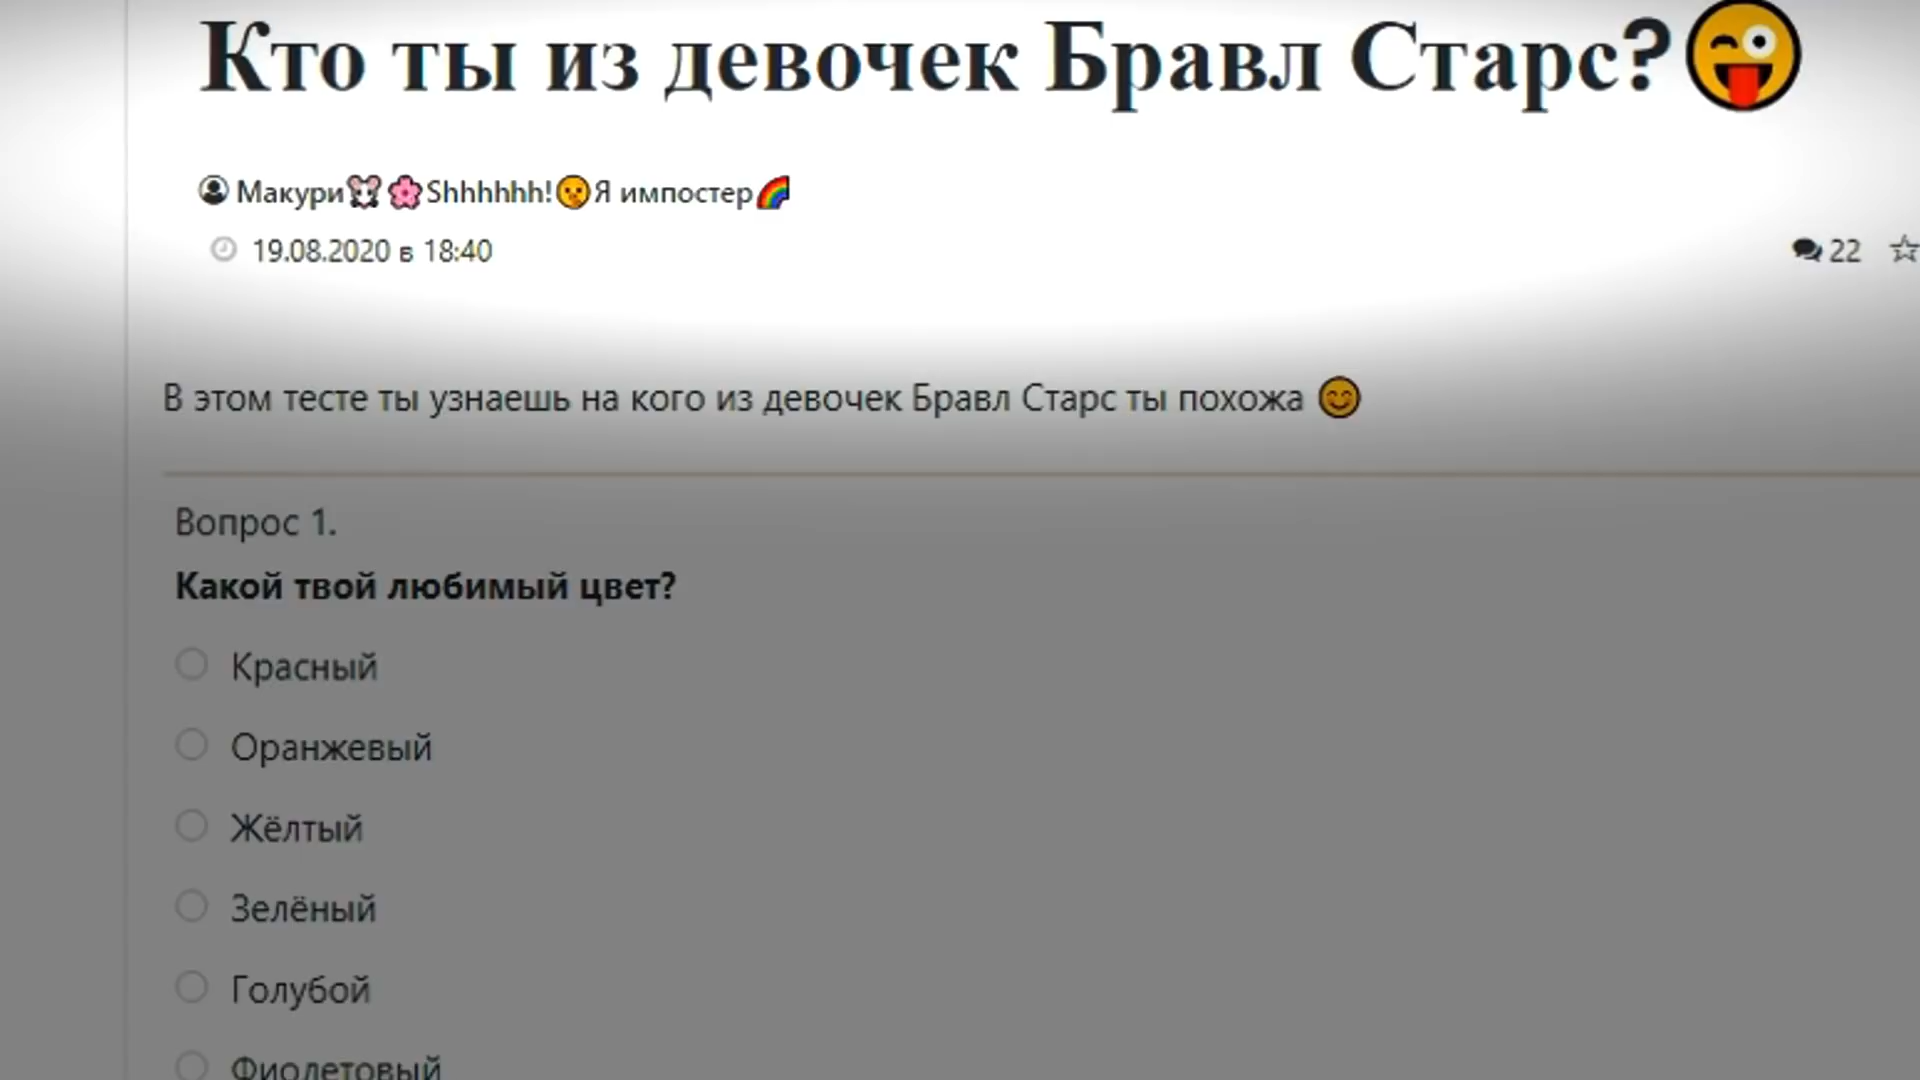 Кто ты из девочек Бравл Старс?😜
Макури🐭🌸Shhhhhh!🤫Я импостер🌈
19.08.2020 в 18:40
22
В этом тесте ты узнаешь на кого из девочек Бравл Старс ты похожа 😊
Вопрос 1.
Какой твой любимый цвет?
Красный
Оранжевый
Жёлтый
Зелёный
Голубой
Фиолетовый